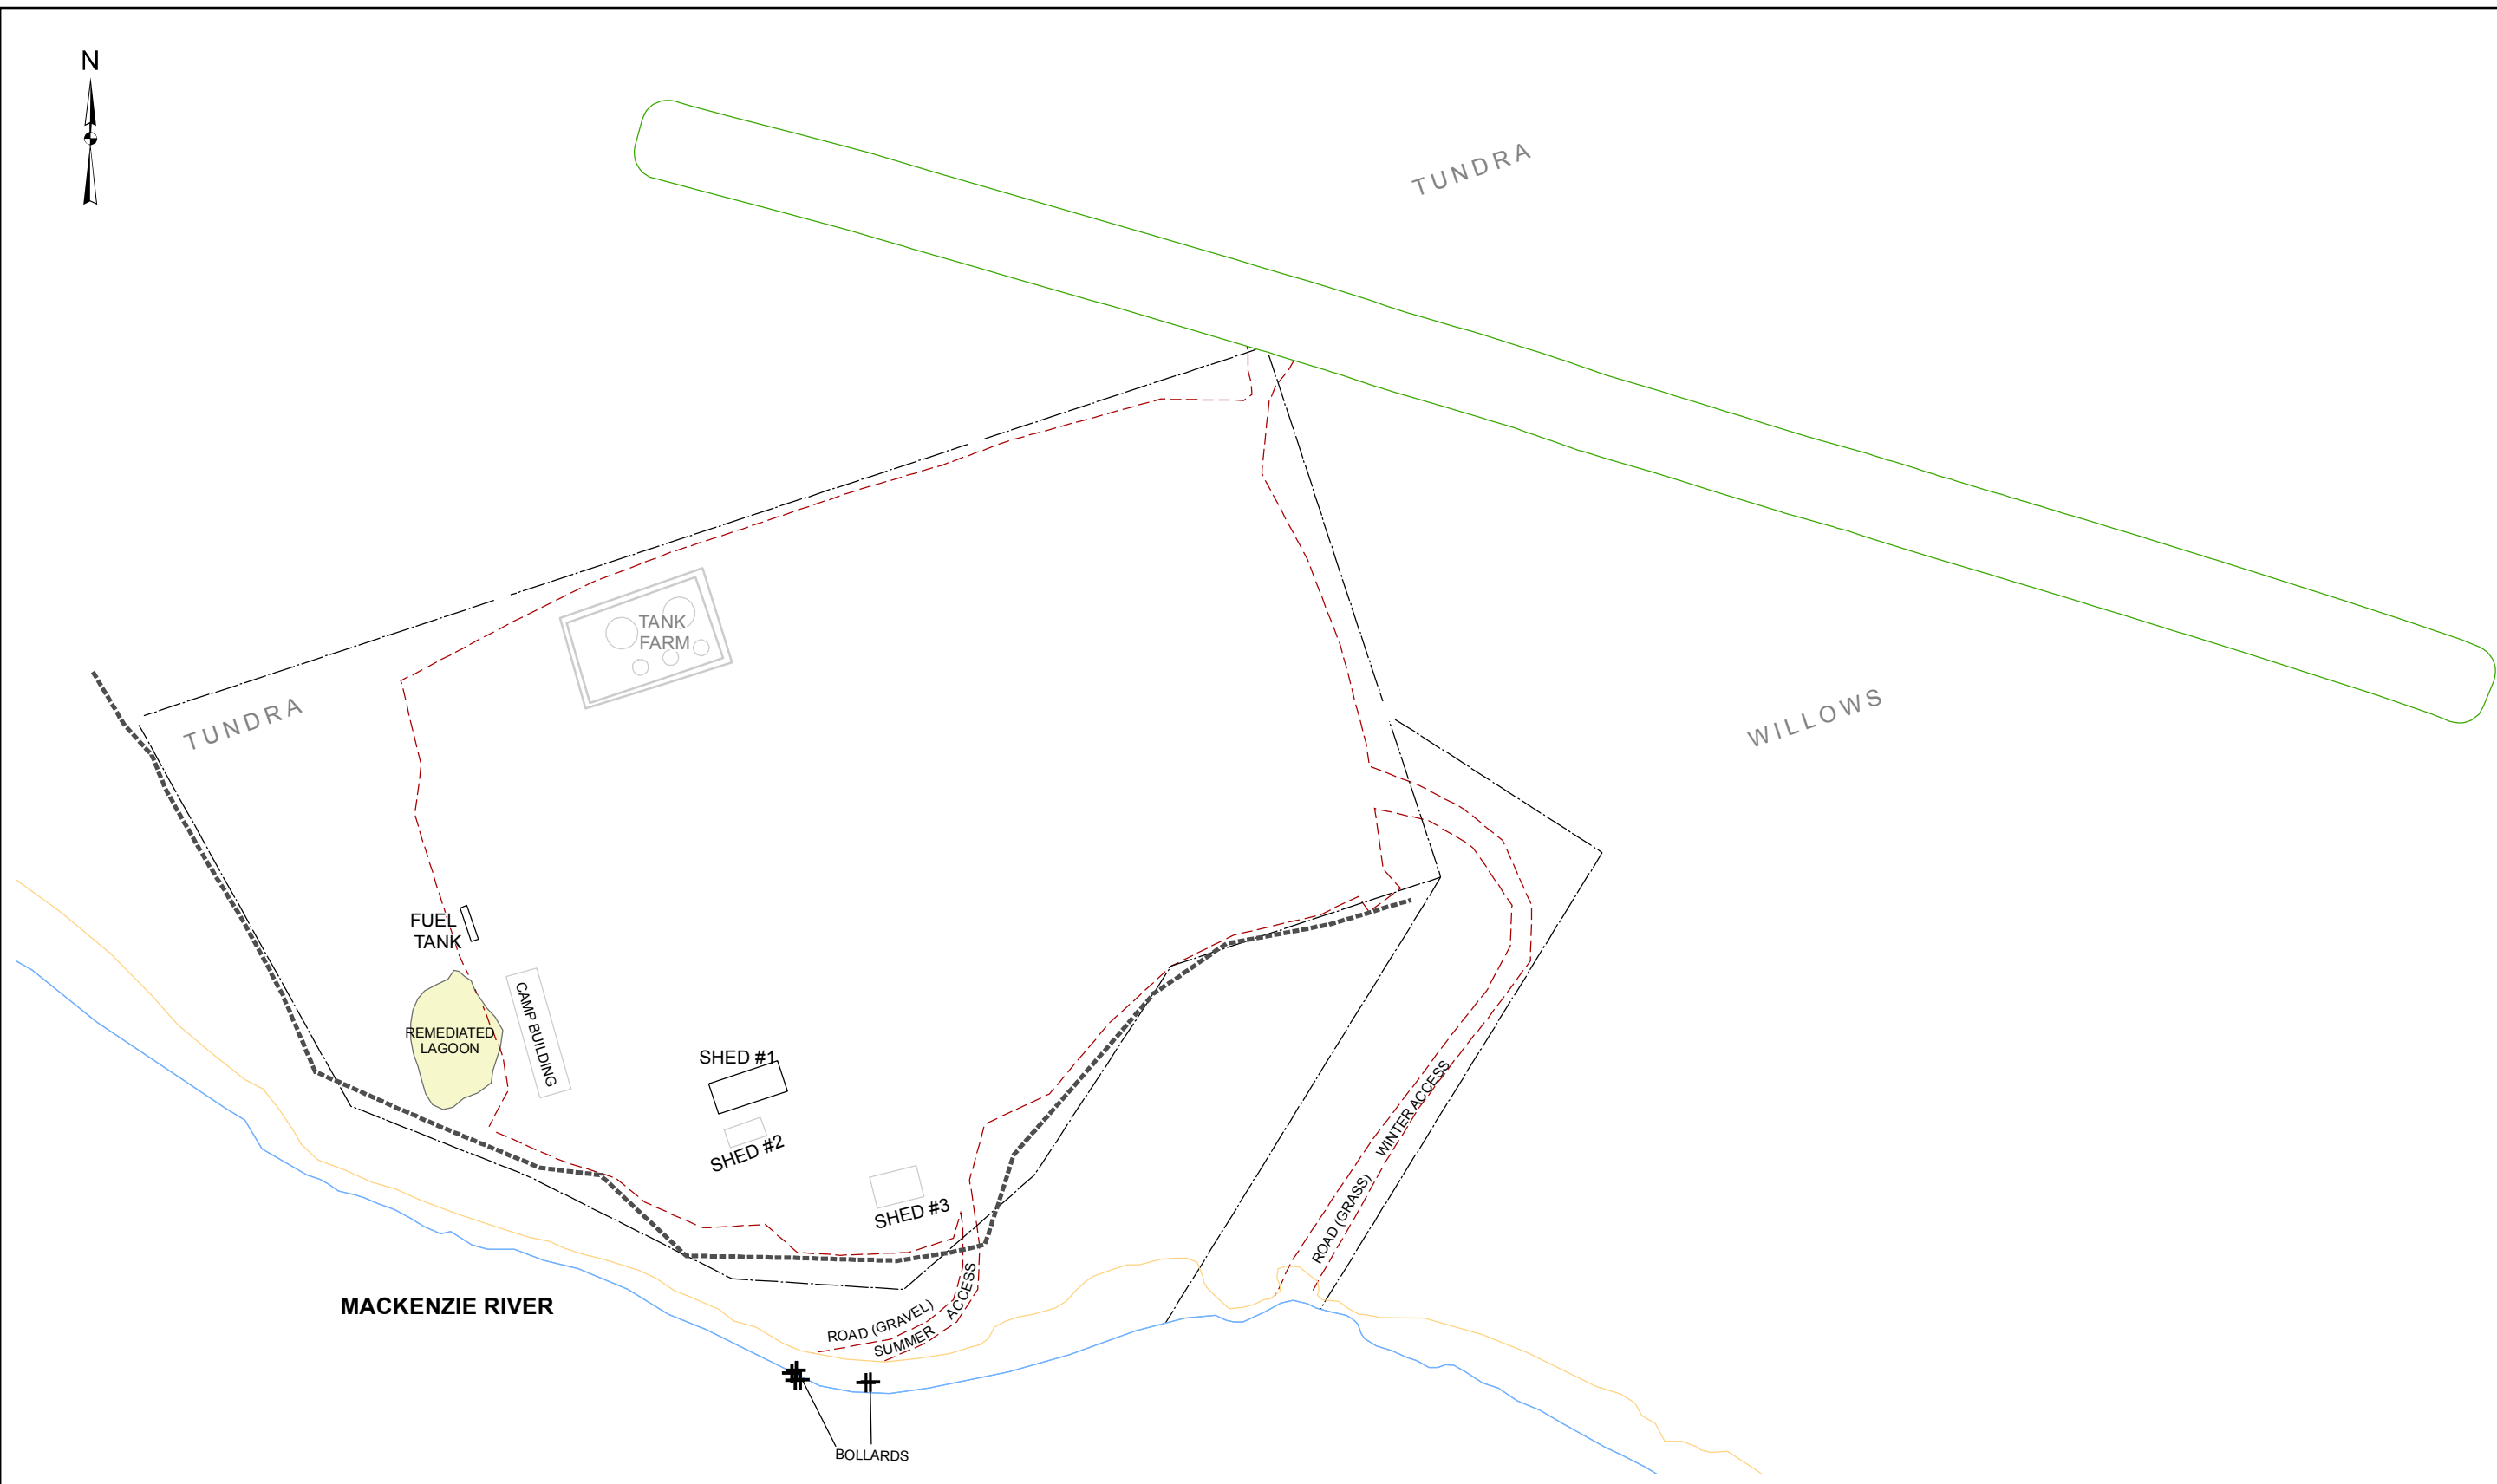 N
TUNDRA
TANK
FARM
TUNDRA
WILLOWS
FUEL
TANK
CAMP BUILDING
REMEDIATED
LAGOON
SHED #1
SHED #2
SHED #3
WINTER ACCESS
ROAD (GRASS)
MACKENZIE RIVER
ROAD (GRAVEL)
SUMMER ACCESS
BOLLARDS